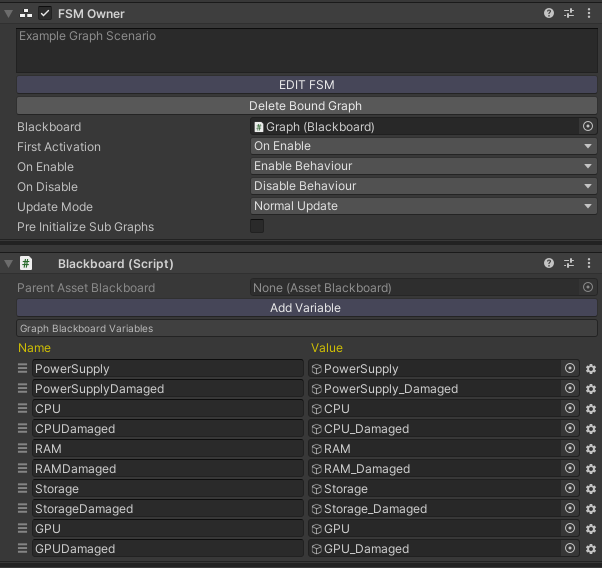 FSM Owner
Example Graph Scenario
EDIT FSM
Delete Bound Graph
Blackboard Graph (Blackboard)
First Activation On Enable
On Enable Enable Behaviour
On Disable Disable Behaviour
Update Mode Normal Update
Pre Initialize Sub Graphs
# Blackboard (Script)
Parent Asset Blackboard None (Asset Blackboard)
Add Variable
Graph Blackboard Variables
Name Value
PowerSupply PowerSupply
PowerSupplyDamaged PowerSupply_Damaged
CPU CPU
CPUDamaged CPU_Damaged
RAM RAM
RAMDamaged RAM_Damaged
Storage Storage
StorageDamaged Storage_Damaged
GPU GPU
GPUDamaged GPU_Damaged